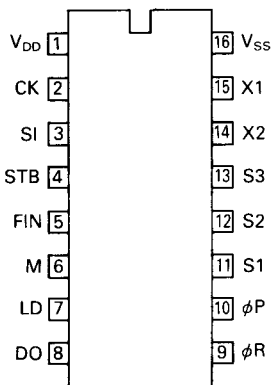 VDD 1 16 VSS
CK 2 15 X1
SI 3 14 X2
STB 4 13 S3
FIN 5 12 S2
M 6 11 S1
LD 7 10 ϕP
DO 8 9 ϕR